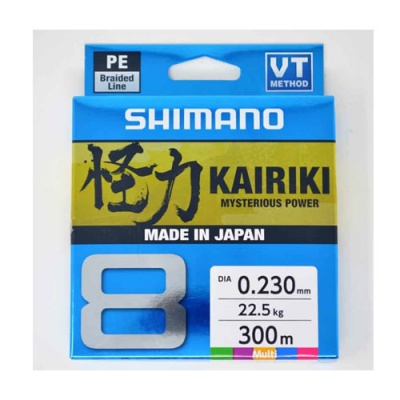 PE
Braided
Line
VT
METHOD
SHIMANO
怪力 KAIRIKI
MYSTERIOUS POWER
MADE IN JAPAN
8
DIA 0.230mm
22.5kg
300m
Multi